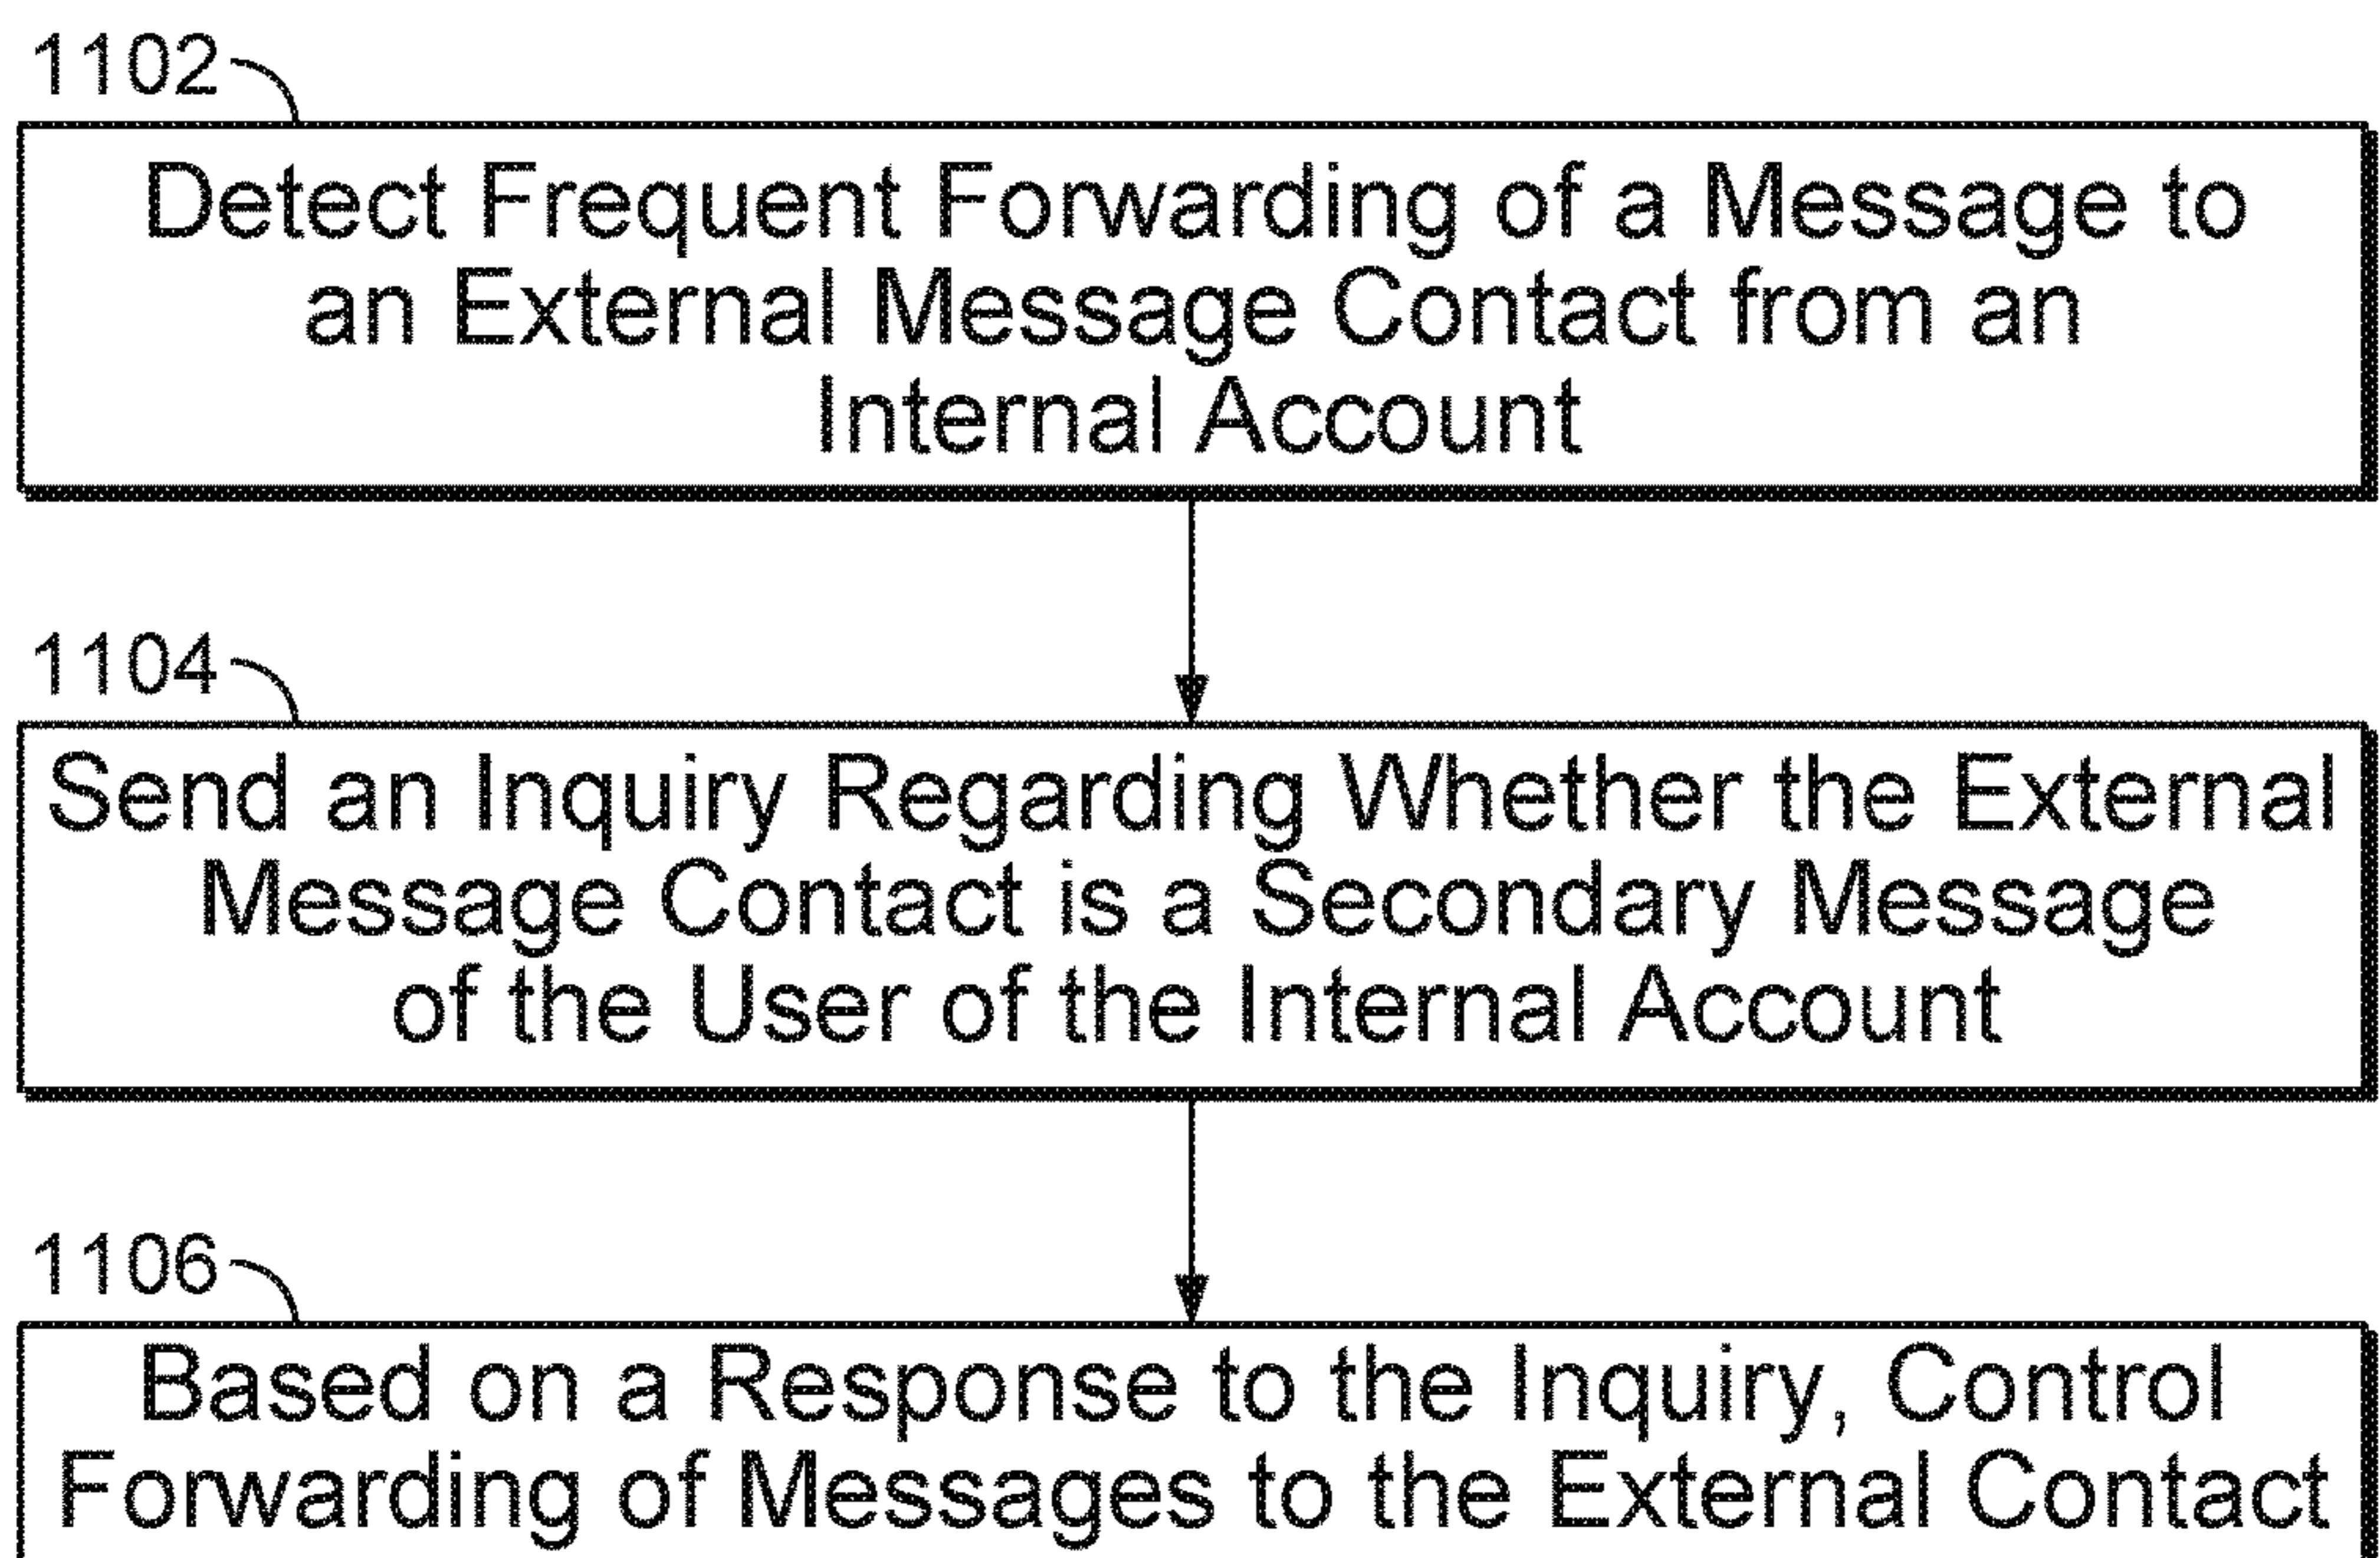 1102
Detect Frequent Forwarding of a Message to
an External Message Contact from an
Internal Account
1104
Send an Inquiry Regarding Whether the External
Message Contact is a Secondary Message
of the User of the Internal Account
1106
Based on a Response to the Inquiry, Control
Forwarding of Messages to the External Contact